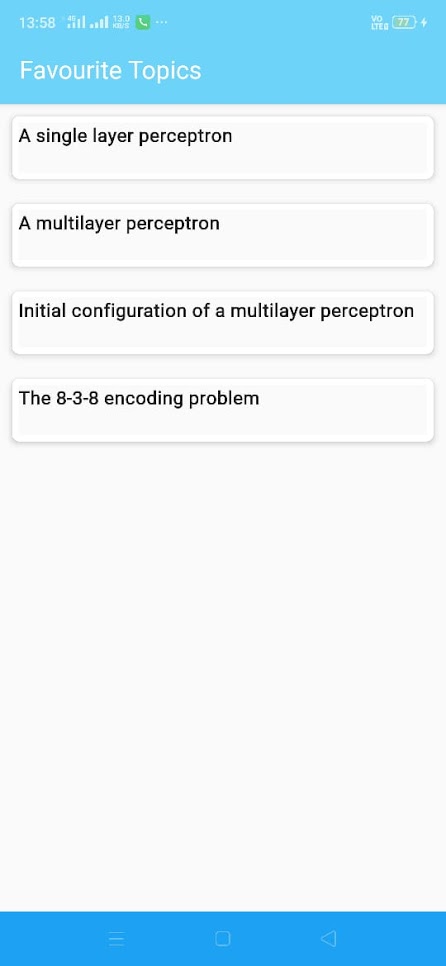 13:58 4G 13.0 KB/S ... VO LTE 77
Favourite Topics
A single layer perceptron
A multilayer perceptron
Initial configuration of a multilayer perceptron
The 8-3-8 encoding problem